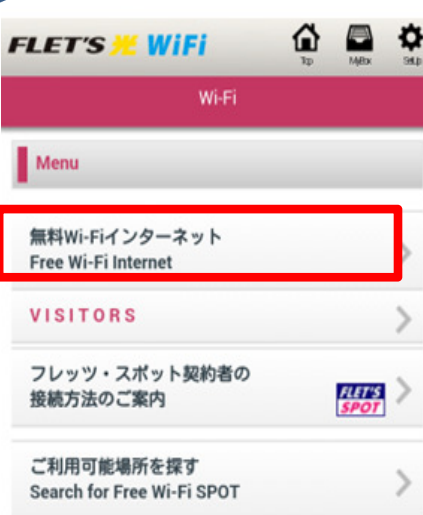 FLET'S 光 WiFi
Top MyBox SetUp
Wi-Fi
Menu
無料Wi-Fiインターネット
Free Wi-Fi Internet
VISITORS
フレッツ・スポット契約者の
接続方法のご案内
FLET'S
SPOT
ご利用可能場所を探す
Search for Free Wi-Fi SPOT